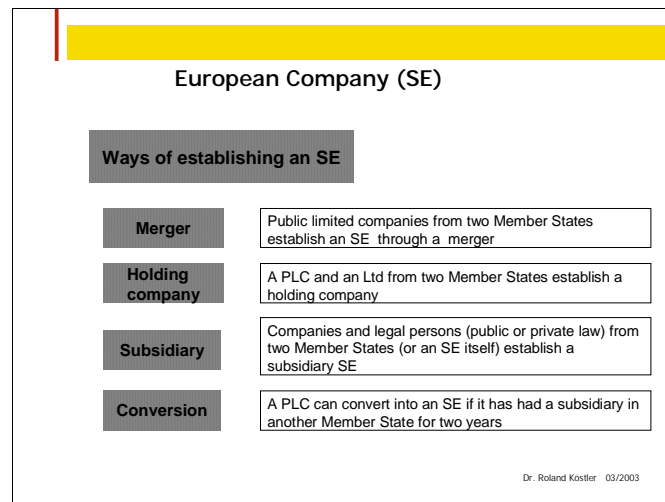 European Company (SE)
Ways of establishing an SE
Merger
Public limited companies from two Member States
establish an SE through a merger
Holding
company
A PLC and an Ltd from two Member States establish a
holding company
Subsidiary
Companies and legal persons (public or private law) from
two Member States (or an SE itself) establish a
subsidiary SE
Conversion
A PLC can convert into an SE if it has had a subsidiary in
another Member State for two years
Dr. Roland Köstler 03/2003